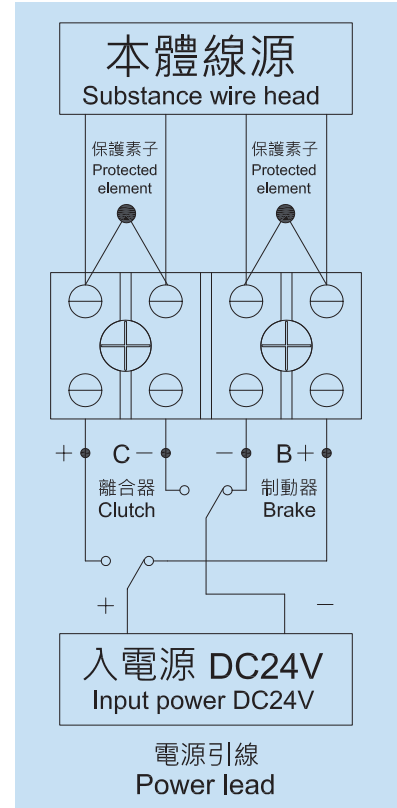 本體線源
Substance wire head
保護素子
Protected
element
保護素子
Protected
element
+ C − − B +
離合器
Clutch
制動器
Brake
+ −
入電源 DC24V
Input power DC24V
電源引線
Power lead